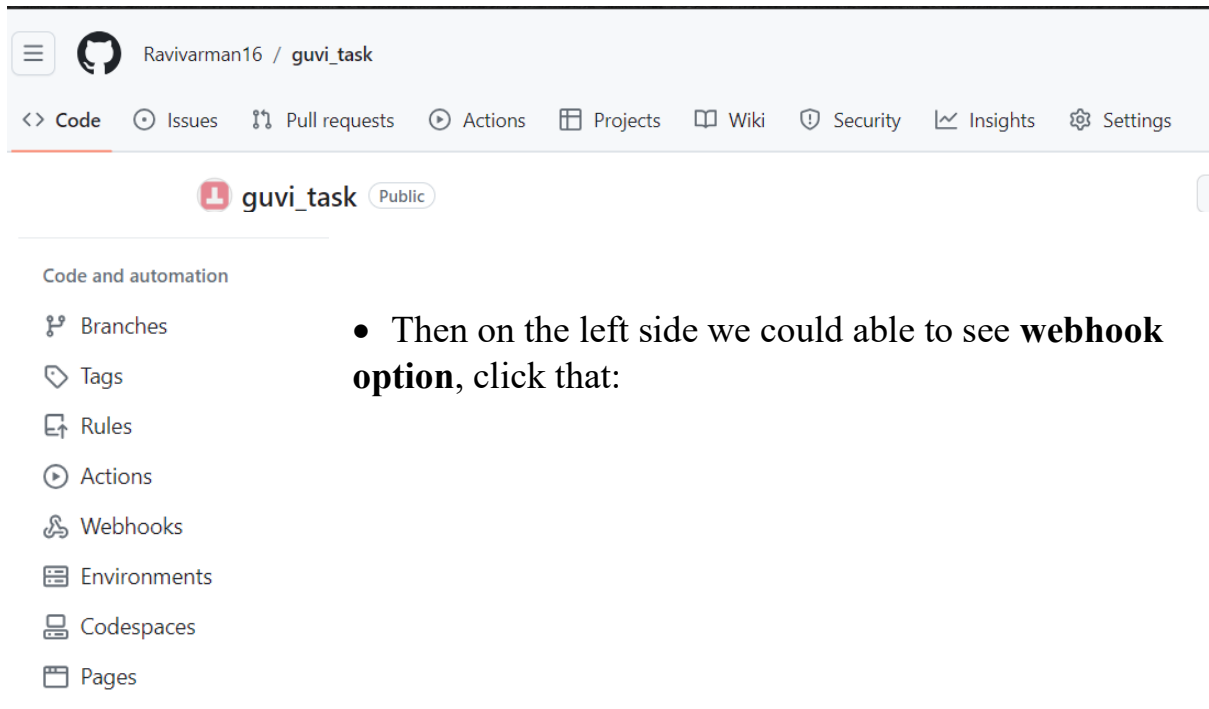 Ravivarman16 / guvi_task
<> Code Issues Pull requests Actions Projects Wiki Security Insights Settings
guvi_task Public
Code and automation
Branches
• Then on the left side we could able to see webhook
option, click that:
Tags
Rules
Actions
Webhooks
Environments
Codespaces
Pages